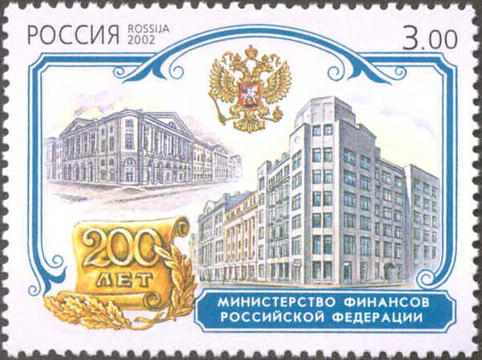 РОССИЯ ROSSIJA 2002 3.00
200
ЛЕТ
МИНИСТЕРСТВО ФИНАНСОВ
РОССИЙСКОЙ ФЕДЕРАЦИИ